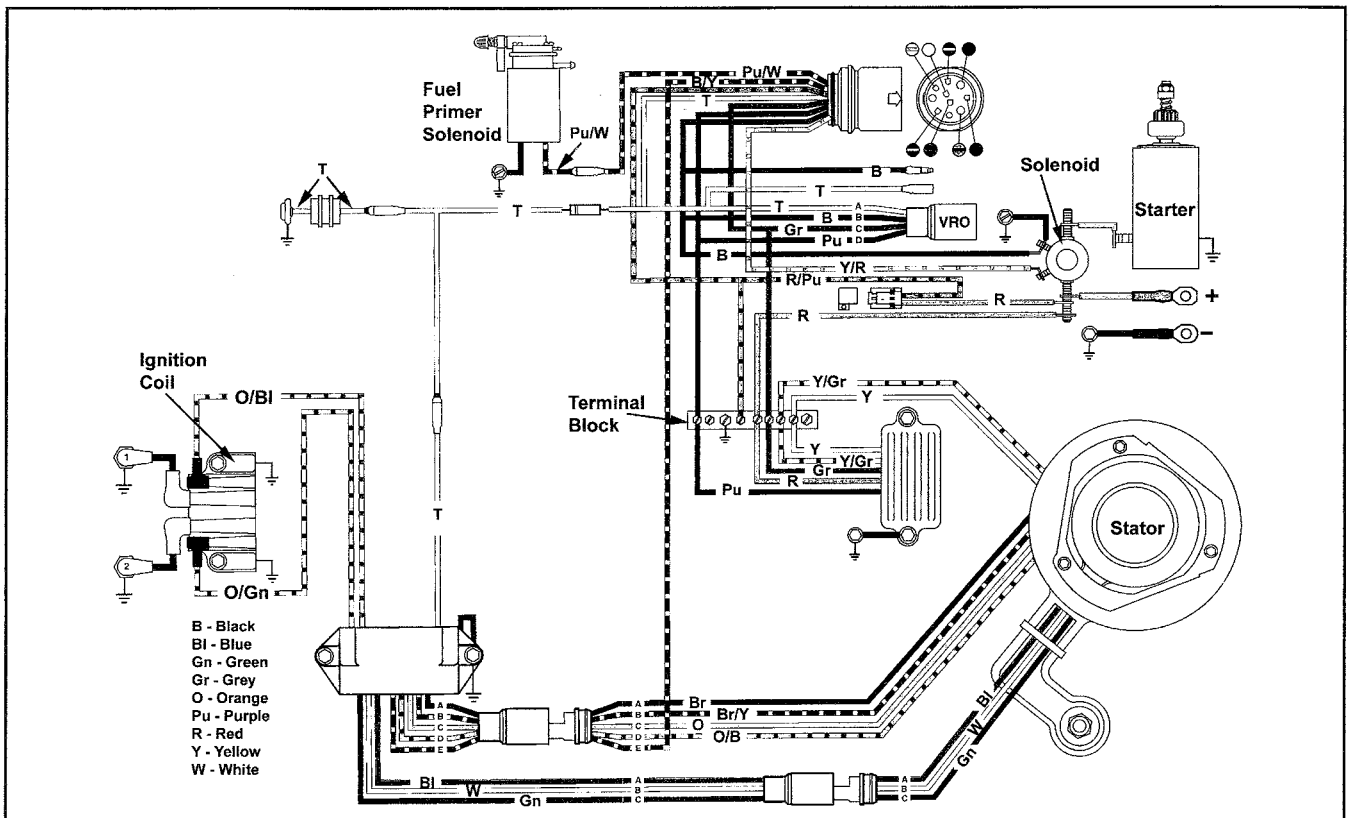 Fuel
Primer
Solenoid
Pu/W
Pu/W
B/Y
T
T
T
B
T
T
A
B
B
Gr
C
Pu
D
VRO
B
Y/R
R/Pu
R
R
Solenoid
Starter
+
-
Ignition
Coil
O/Bl
1
2
O/Gn
T
Terminal
Block
Y/Gr
Y
Y
Y/Gr
Gr
R
Pu
Stator
B - Black
Bl - Blue
Gn - Green
Gr - Grey
O - Orange
Pu - Purple
R - Red
Y - Yellow
W - White
A
B
C
D
E
A
B
C
D
E
Br
Br/Y
O
O/B
Bl
W
Gn
A
B
C
A
B
C
Bl
W
Gn